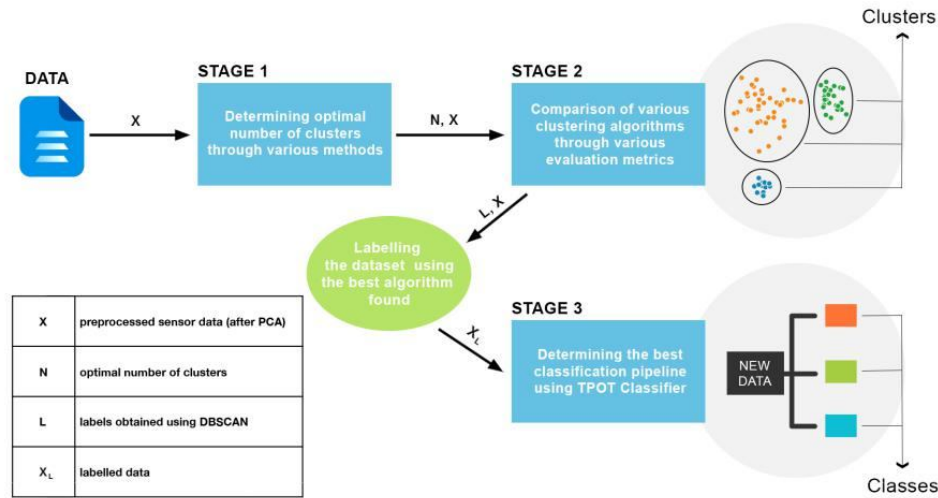 Clusters
DATA
STAGE 1
STAGE 2
X
Determining optimal
number of clusters
through various methods
N, X
Comparison of various
clustering algorithms
through various
evaluation metrics
L, X
Labelling
the dataset using
the best algorithm
found
X preprocessed sensor data (after PCA)
N optimal number of clusters
L labels obtained using DBSCAN
XL labelled data
XL
STAGE 3
Determining the best
classification pipeline
using TPOT Classifier
NEW
DATA
Classes